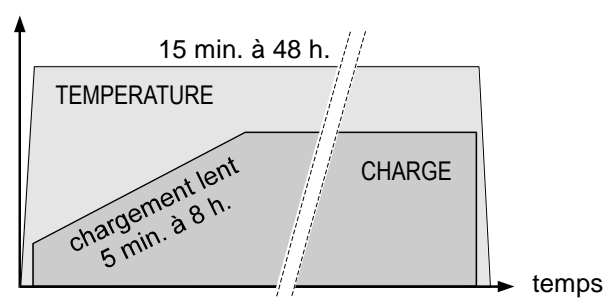 15 min. à 48 h.
TEMPERATURE
chargement lent
5 min. à 8 h.
CHARGE
temps